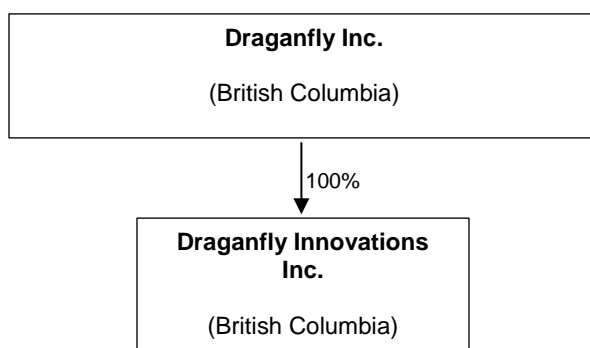 Draganfly Inc.
(British Columbia)
100%
Draganfly Innovations
Inc.
(British Columbia)